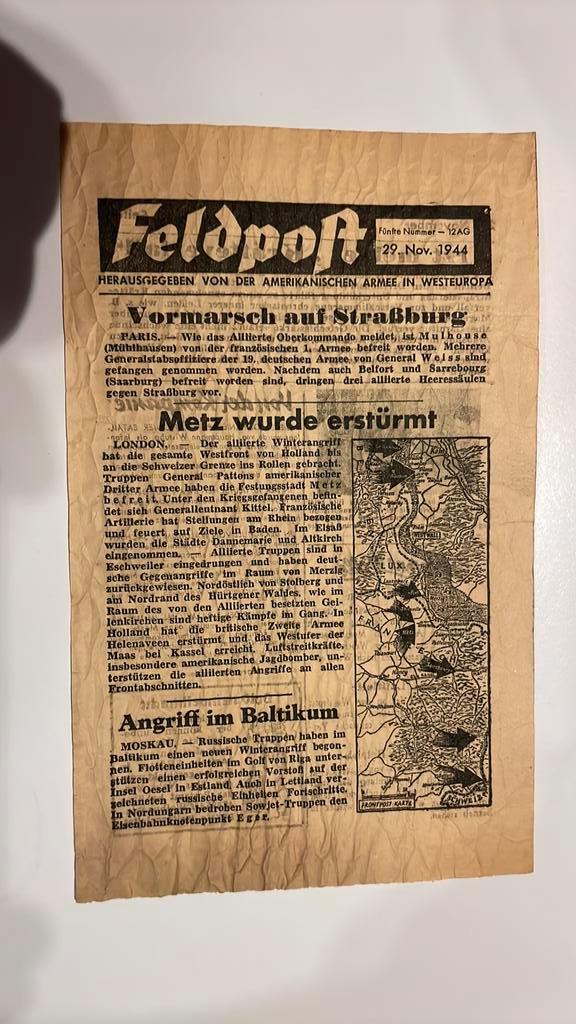 Feldpost
Fünfte Nummer — 12AG
29. Nov. 1944
HERAUSGEGEBEN VON DER AMERIKANISCHEN ARMEE IN WESTEUROPA
Vormarsch auf Straßburg
PARIS. — Wie das Alliierte Oberkommando meldet, ist Mulhouse
(Mühlhausen) von der französischen 1. Armee befreit worden. Mehrere
Generalstabsoffiziere der 19. deutschen Armee von General Weiss sind
gefangen genommen worden. Nachdem auch Belfort und Sarrebourg
(Saarburg) befreit worden sind, dringen drei alliierte Heeressäulen
gegen Straßburg vor.
Metz wurde erstürmt
LONDON. — Der alliierte Winterangriff
hat die gesamte Westfront von Holland bis
an die Schweizer Grenze ins Rollen gebracht.
Truppen General Pattons amerikanischer
Dritter Armee haben die Festungsstadt Metz
befreit. Unter den Kriegsgefangenen befin-
det sich Generalleutnant Kittel. Französische
Artillerie hat Stellungen am Rhein bezogen
und feuert auf Ziele in Baden. Im Elsaß
wurden die Städte Dannemarie und Altkirch
eingenommen. — Alliierte Truppen sind in
Eschweiler eingedrungen und haben deut-
sche Gegenangriffe im Raum von Merzig
zurückgewiesen. Nordöstlich von Stolberg und
am Nordrand des Hürtgener Waldes, wie im
Raum des von den Alliierten besetzten Gei-
lenkirchen sind heftige Kämpfe im Gang. In
Holland hat die britische Zweite Armee
Helenaveen erstürmt und das Westufer der
Maas bei Kassel erreicht. Luftstreitkräfte,
insbesondere amerikanische Jagdbomber, un-
terstützen die alliierten Angriffe an allen
Frontabschnitten.
Köln
WESTWALL
LUX.
METZ
FRONTPOST KARTE
SCHWEIZ
Angriff im Baltikum
MOSKAU. — Russische Truppen haben im
Baltikum einen neuen Winterangriff begon-
nen. Flotteneinheiten im Golf von Riga unter-
stützen einen erfolgreichen Vorstoß auf der
Insel Oesel in Estland. Auch in Lettland ver-
zeichneten russische Einheiten Fortschritte.
In Nordungarn bedrohen Sowjet-Truppen den
Eisenbahnknotenpunkt Eger.